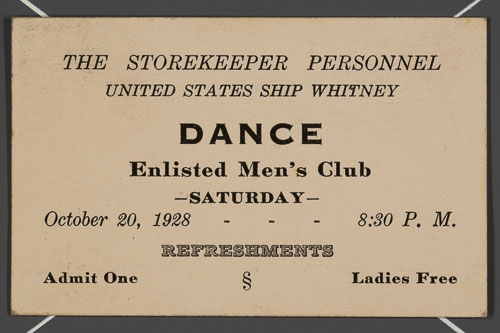 THE STOREKEEPER PERSONNEL
UNITED STATES SHIP WHITNEY
DANCE
Enlisted Men's Club
—SATURDAY—
October 20, 1928 - - - 8:30 P. M.
REFRESHMENTS
Admit One § Ladies Free